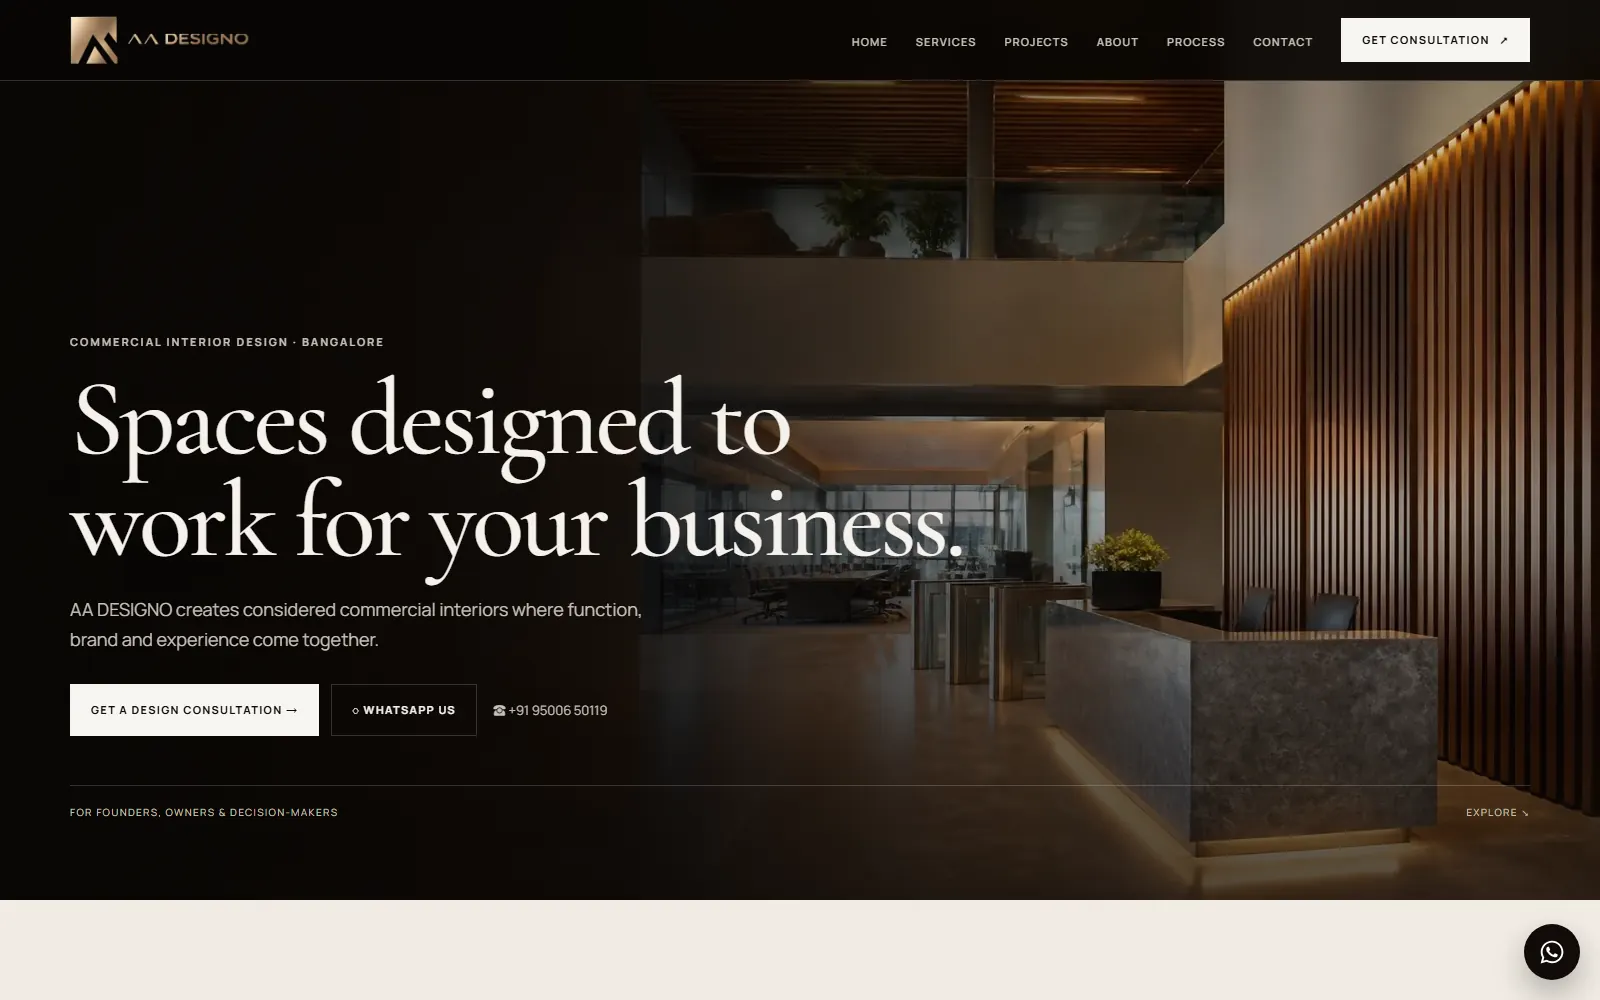 AA DESIGNO
HOME
SERVICES
PROJECTS
ABOUT
PROCESS
CONTACT
GET CONSULTATION ↗
COMMERCIAL INTERIOR DESIGN · BANGALORE
Spaces designed to
work for your business.
AA DESIGNO creates considered commercial interiors where function,
brand and experience come together.
GET A DESIGN CONSULTATION →
○ WHATSAPP US
☎ +91 95006 50119
FOR FOUNDERS, OWNERS & DECISION-MAKERS
EXPLORE ↘